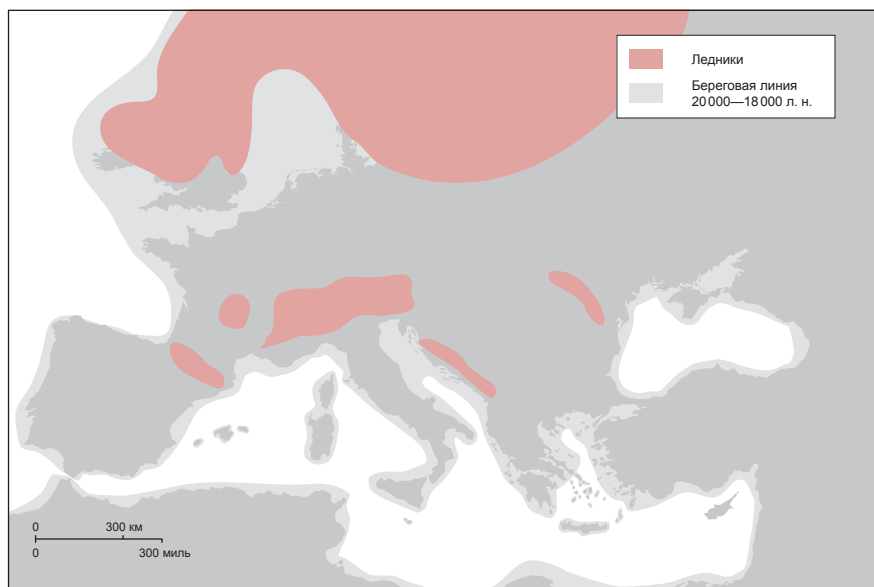 Ледники
Береговая линия
20 000—18 000 л. н.
0 300 км
0 300 миль